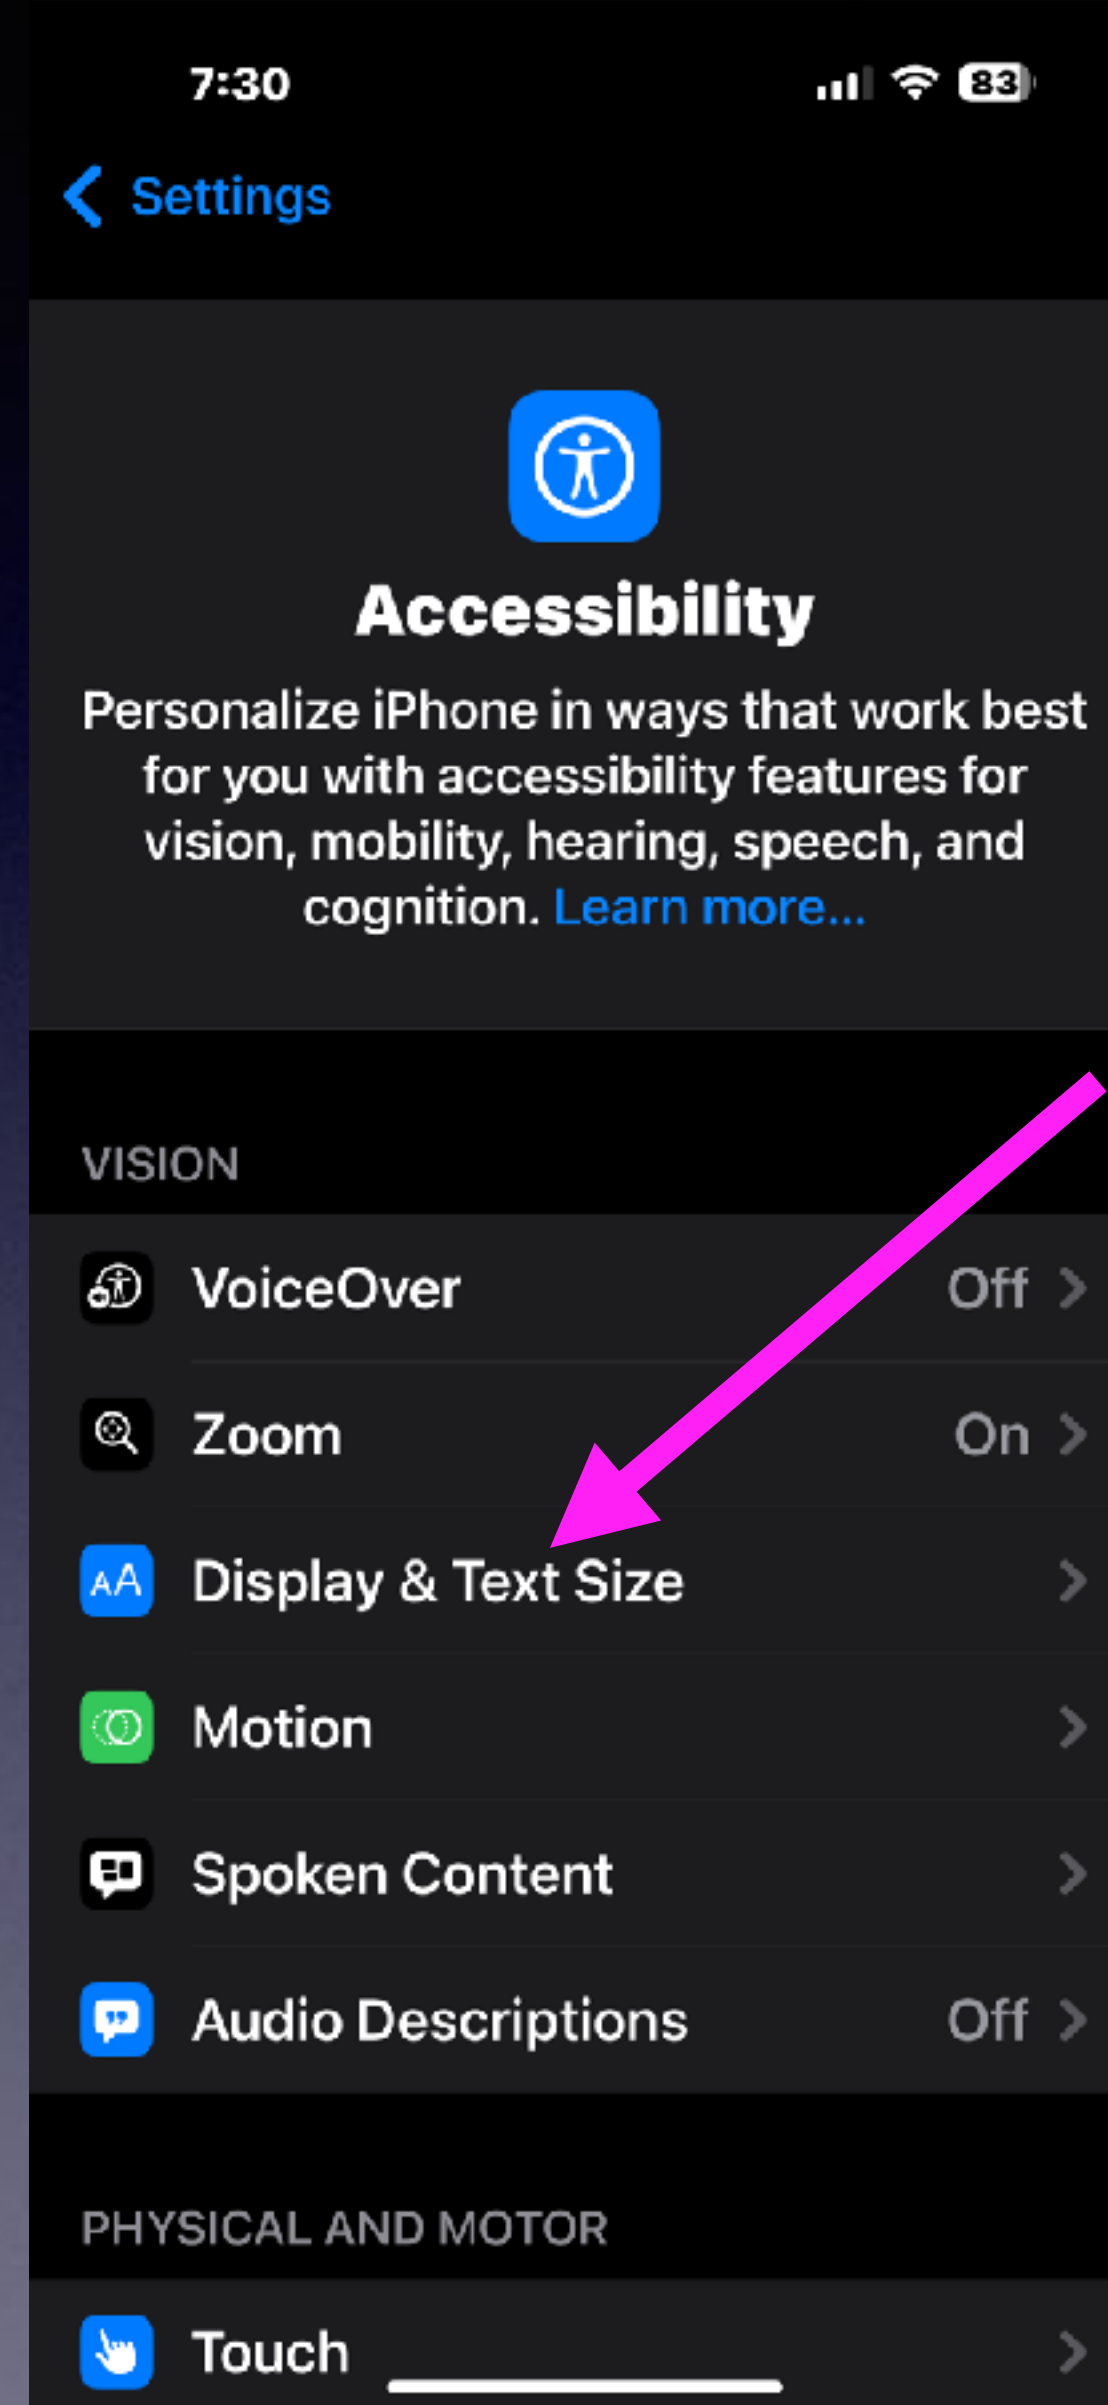 7:30
83
Settings
Accessibility
Personalize iPhone in ways that work best
for you with accessibility features for
vision, mobility, hearing, speech, and
cognition. Learn more...
VISION
VoiceOver Off
Zoom On
AA Display & Text Size
Motion
Spoken Content
Audio Descriptions Off
PHYSICAL AND MOTOR
Touch